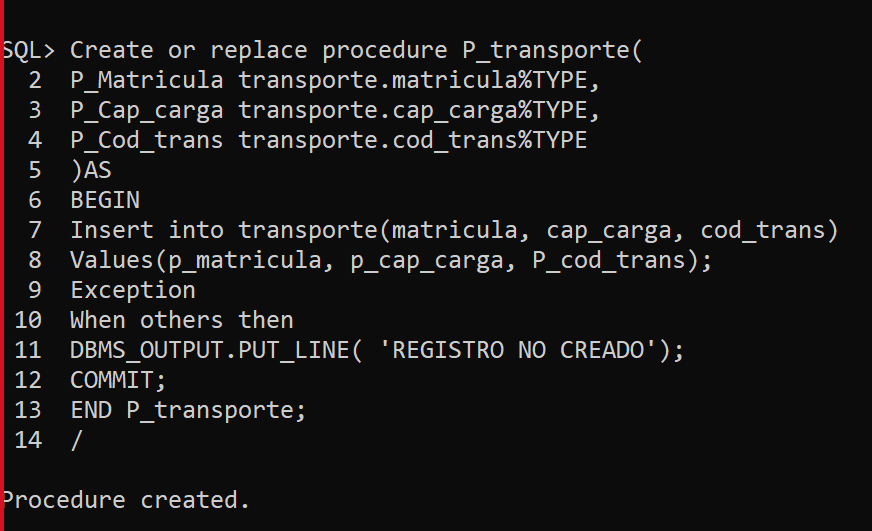 SQL> Create or replace procedure P_transporte(
2 P_Matricula transporte.matricula%TYPE,
3 P_Cap_carga transporte.cap_carga%TYPE,
4 P_Cod_trans transporte.cod_trans%TYPE
5 )AS
6 BEGIN
7 Insert into transporte(matricula, cap_carga, cod_trans)
8 Values(p_matricula, p_cap_carga, P_cod_trans);
9 Exception
10 When others then
11 DBMS_OUTPUT.PUT_LINE( 'REGISTRO NO CREADO');
12 COMMIT;
13 END P_transporte;
14 /
Procedure created.